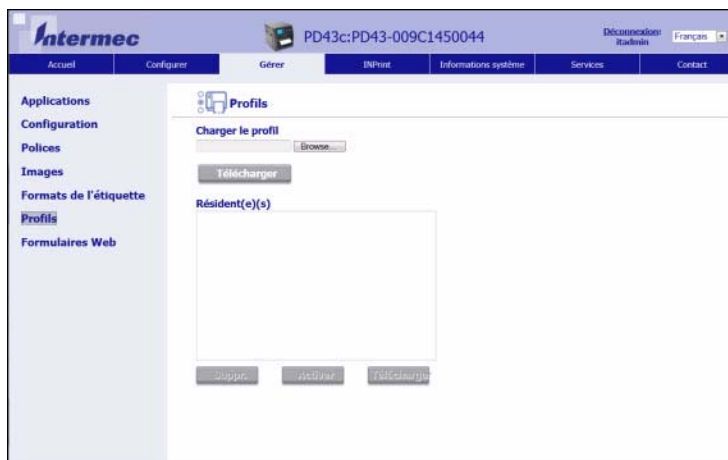 Intermec
PD43c:PD43-009C1450044
Déconnexion:
itadmin
Français
Accueil Configurer Gérer INPrint Informations système Services Contact
Applications
Configuration
Polices
Images
Formats de l'étiquette
Profils
Formulaires Web
Profils
Charger le profil
Browse...
Télécharger
Résident(e)(s)
Suppr. Activer Télécharger